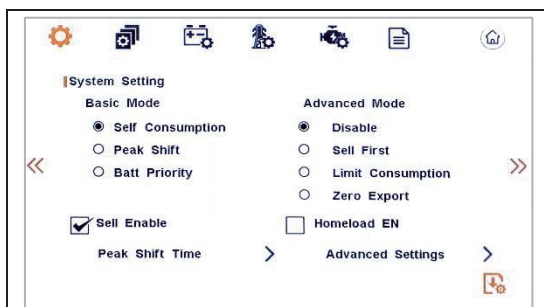 System Setting
Basic Mode
Self Consumption
Peak Shift
Batt Priority
Advanced Mode
Disable
Sell First
Limit Consumption
Zero Export
Sell Enable
Homeload EN
Peak Shift Time >
Advanced Settings >